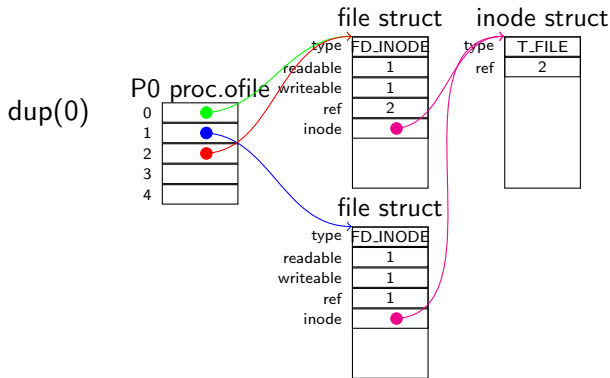 file struct
inode struct
type FD_INODE
type T_FILE
readable 1
ref 2
writeable 1
ref 2
inode
P0 proc.ofile
dup(0)
0
1
2
3
4
file struct
type FD_INODE
readable 1
writeable 1
ref 1
inode